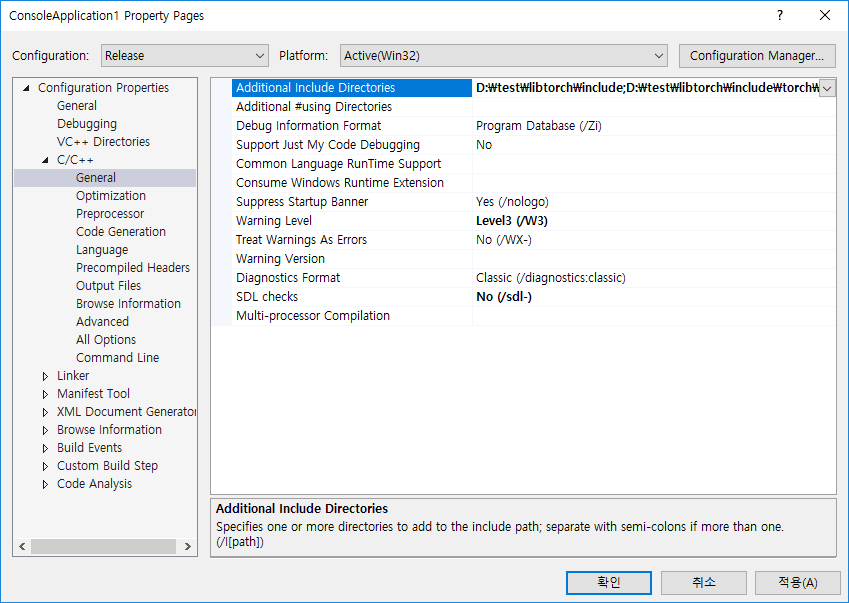 ConsoleApplication1 Property Pages
Configuration: Release Platform: Active(Win32) Configuration Manager...
Configuration Properties
General
Debugging
VC++ Directories
C/C++
General
Optimization
Preprocessor
Code Generation
Language
Precompiled Headers
Output Files
Browse Information
Advanced
All Options
Command Line
Linker
Manifest Tool
XML Document Generator
Browse Information
Build Events
Custom Build Step
Code Analysis
Additional Include Directories D:₩test₩libtorch₩include;D:₩test₩libtorch₩include₩torch₩
Additional #using Directories
Debug Information Format Program Database (/Zi)
Support Just My Code Debugging No
Common Language RunTime Support
Consume Windows Runtime Extension
Suppress Startup Banner Yes (/nologo)
Warning Level Level3 (/W3)
Treat Warnings As Errors No (/WX-)
Warning Version
Diagnostics Format Classic (/diagnostics:classic)
SDL checks No (/sdl-)
Multi-processor Compilation
Additional Include Directories
Specifies one or more directories to add to the include path; separate with semi-colons if more than one.
(/I[path])
확인 취소 적용(A)